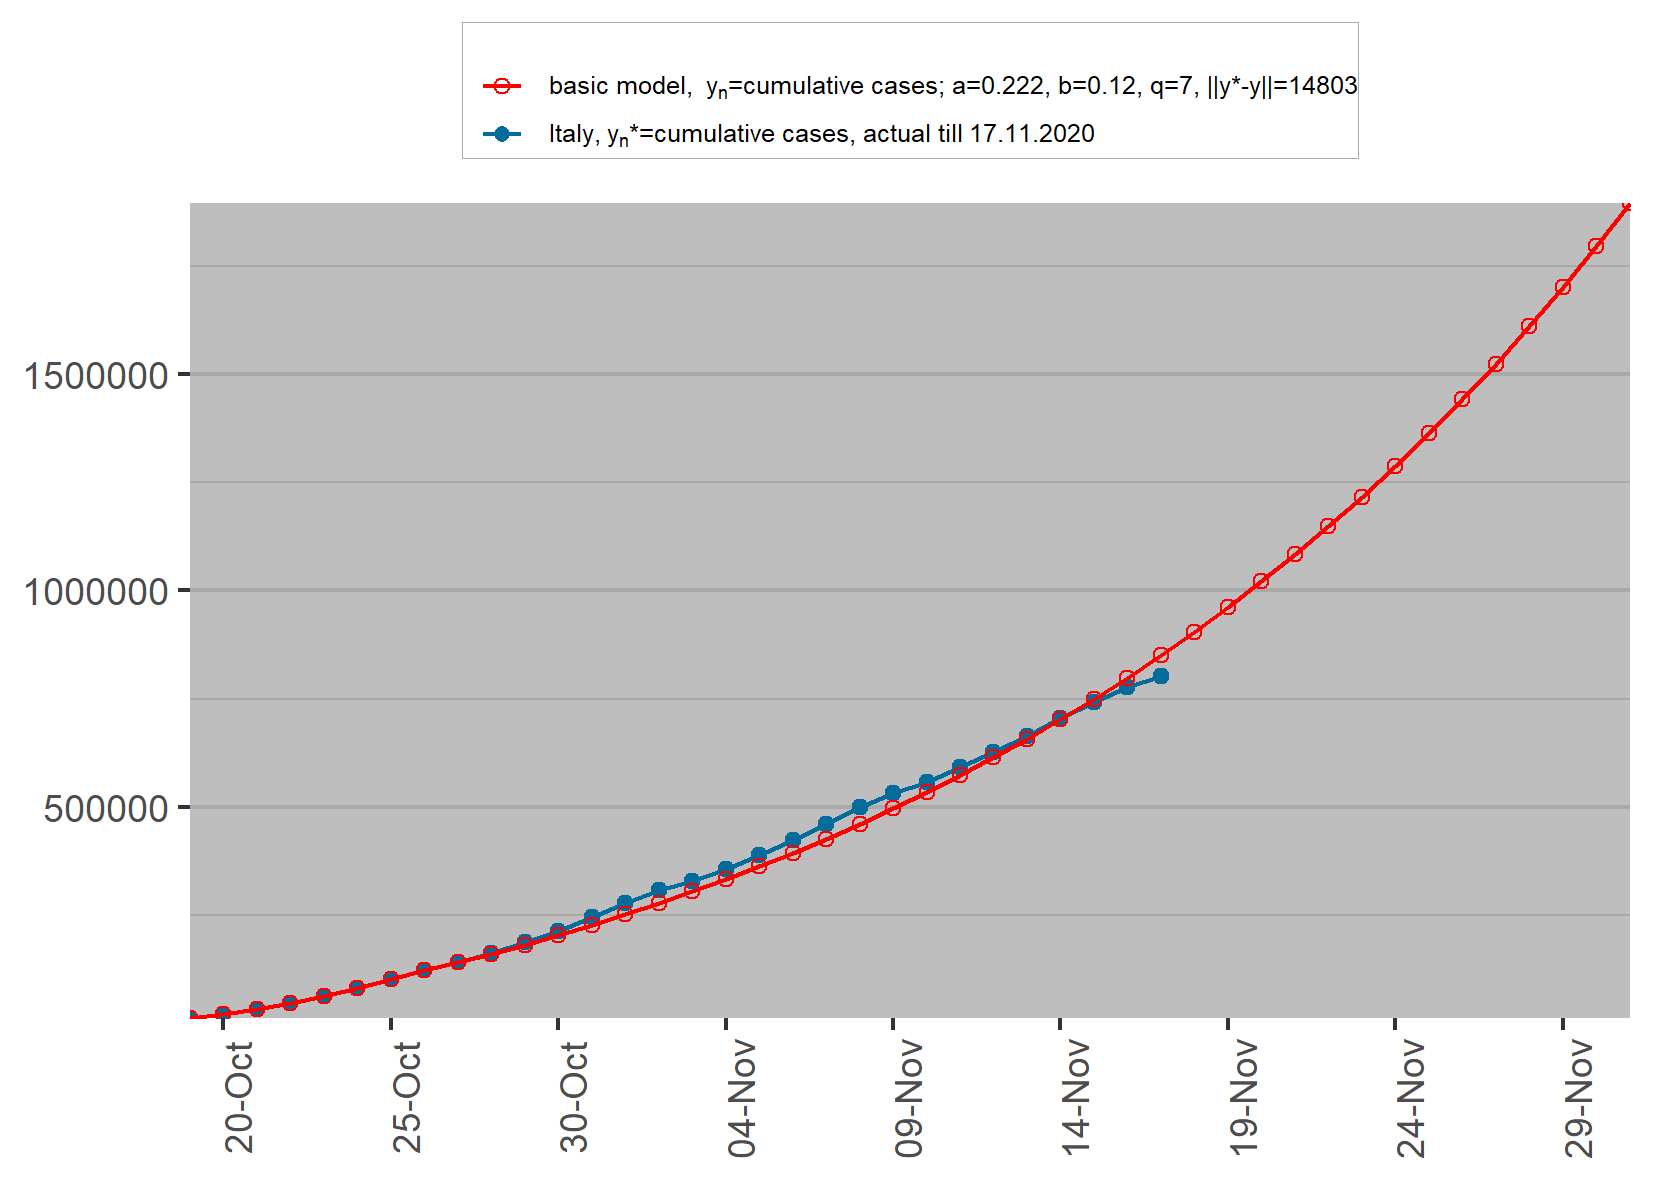 basic model,  yn=cumulative cases; a=0.222, b=0.12, q=7, ||y*-y||=14803
Italy, yn*=cumulative cases, actual till 17.11.2020
1500000
1000000
500000
20-Oct
25-Oct
30-Oct
04-Nov
09-Nov
14-Nov
19-Nov
24-Nov
29-Nov